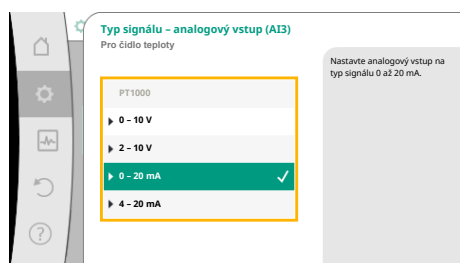 Typ signálu – analogový vstup (AI3)
Pro čidlo teploty
Nastavte analogový vstup na
typ signálu 0 až 20 mA.
PT1000
0 – 10 V
2 – 10 V
0 – 20 mA
4 – 20 mA